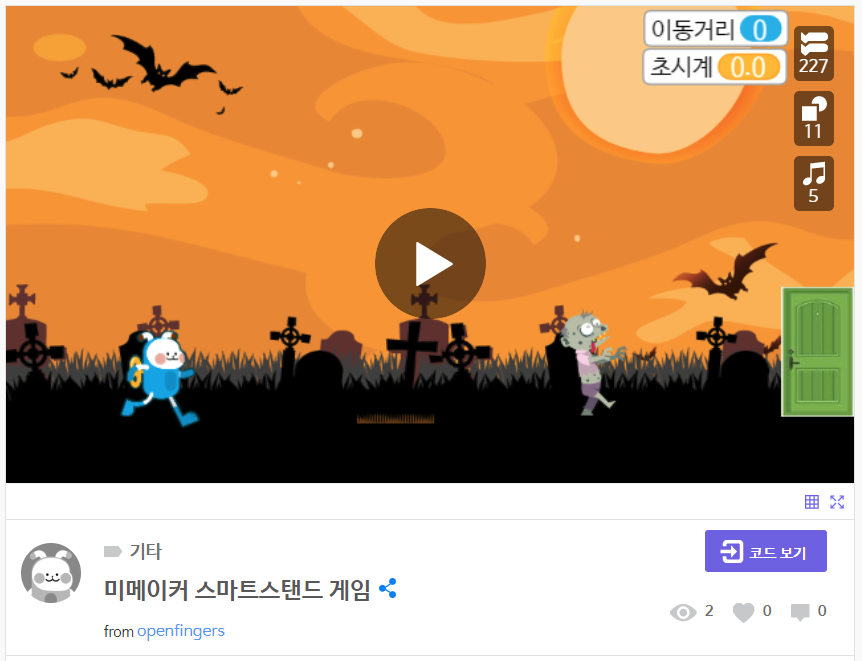 이동거리 0
초시계 0.0
227
11
5
기타
코드 보기
미메이커 스마트스탠드 게임
2 0 0
from openfingers